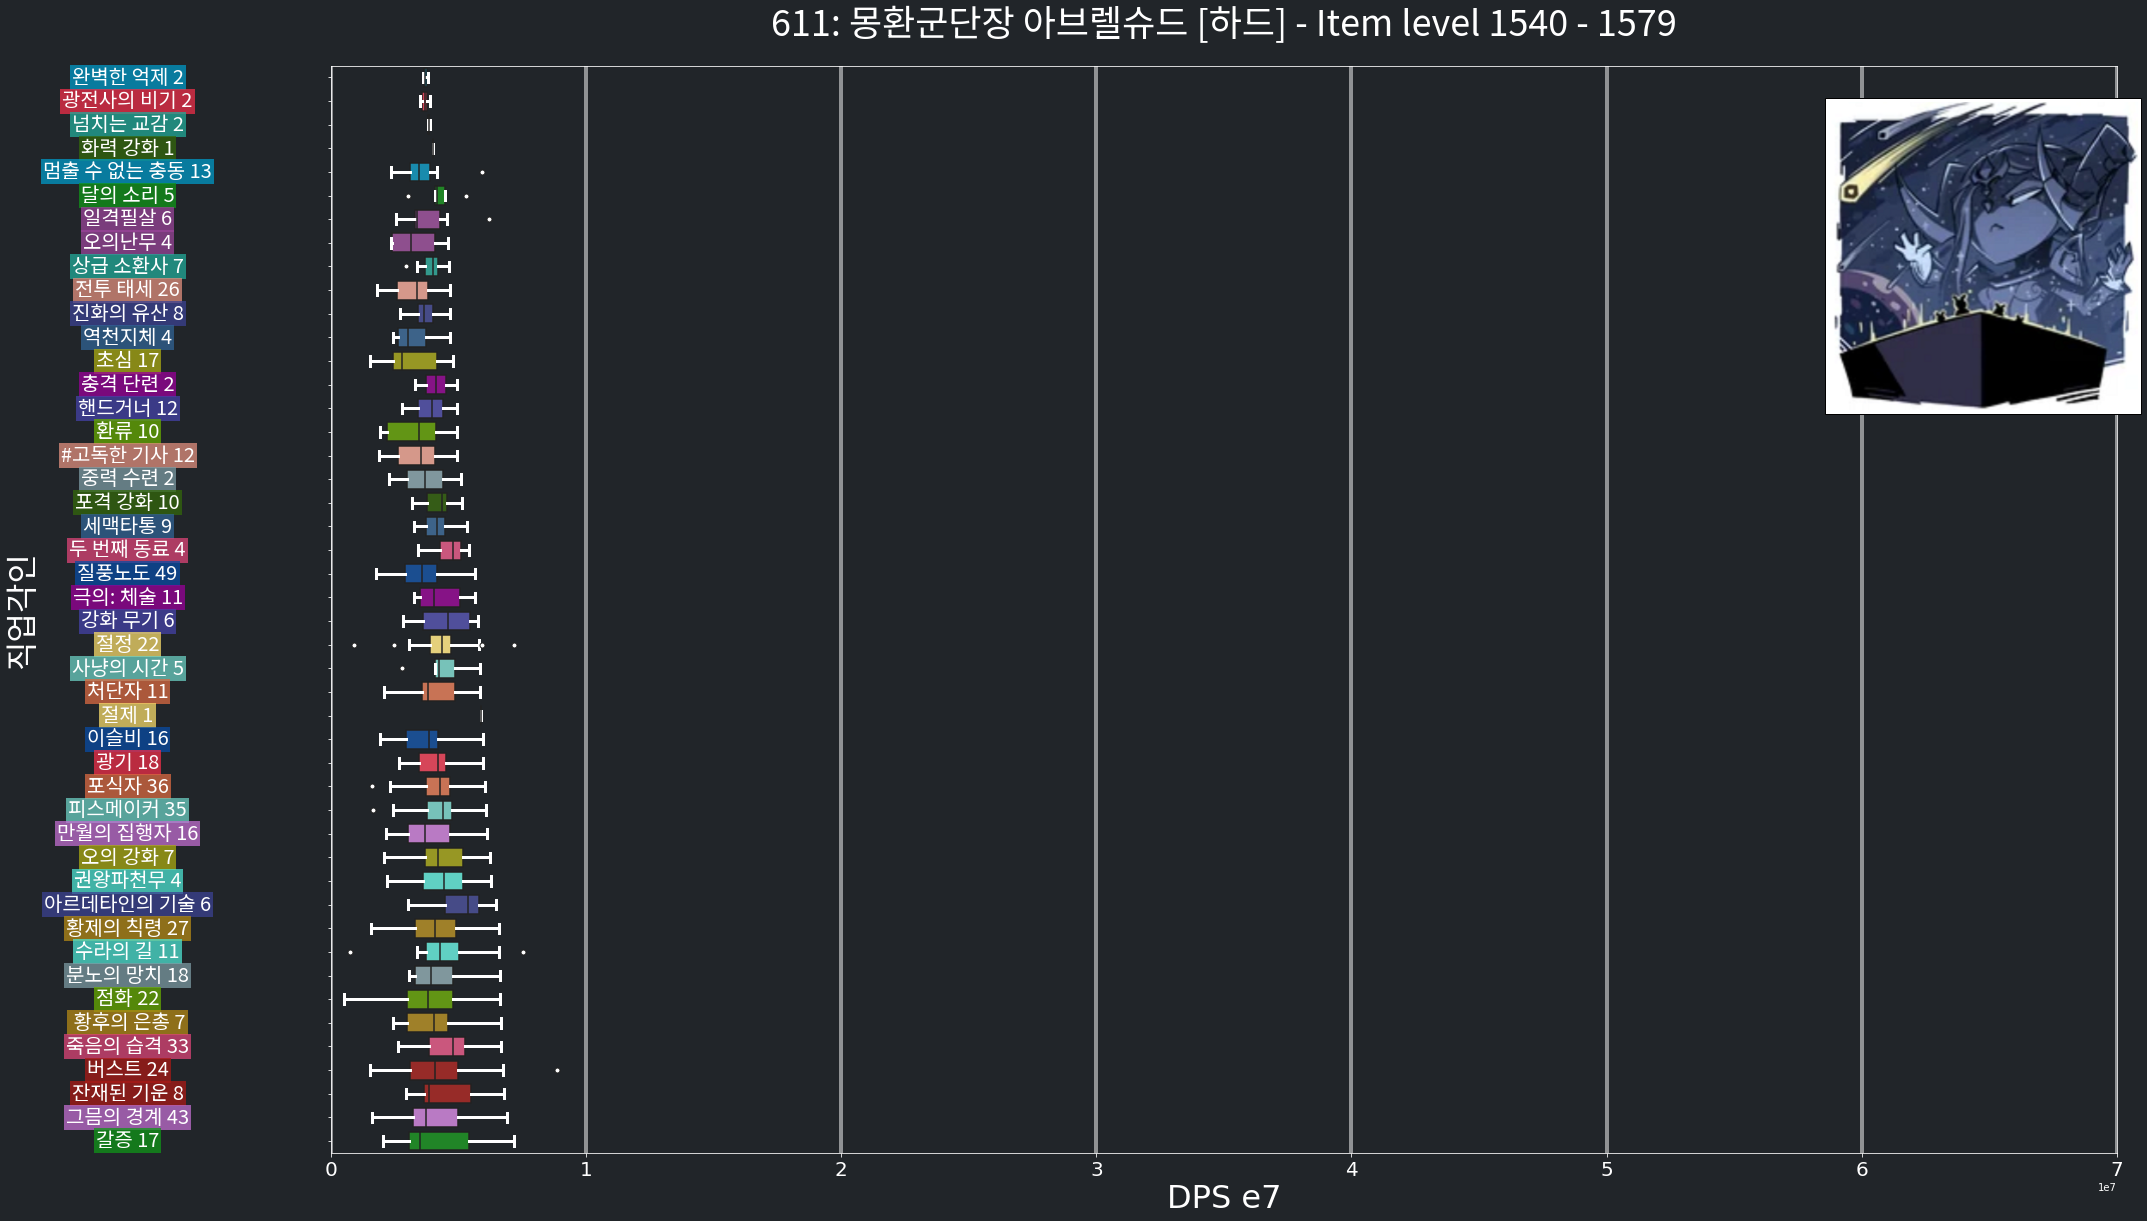 611: 몽환군단장 아브렐슈드 [하드] - Item level 1540 - 1579
직업각인
완벽한 억제 2
광전사의 비기 2
넘치는 교감 2
화력 강화 1
멈출 수 없는 충동 13
달의 소리 5
일격필살 6
오의난무 4
상급 소환사 7
전투 태세 26
진화의 유산 8
역천지체 4
초심 17
충격 단련 2
핸드거너 12
환류 10
#고독한 기사 12
중력 수련 2
포격 강화 10
세맥타통 9
두 번째 동료 4
질풍노도 49
극의: 체술 11
강화 무기 6
절정 22
사냥의 시간 5
처단자 11
절제 1
이슬비 16
광기 18
포식자 36
피스메이커 35
만월의 집행자 16
오의 강화 7
권왕파천무 4
아르데타인의 기술 6
황제의 칙령 27
수라의 길 11
분노의 망치 18
점화 22
황후의 은총 7
죽음의 습격 33
버스트 24
잔재된 기운 8
그믐의 경계 43
갈증 17
0 1 2 3 4 5 6 7
1e7
DPS e7